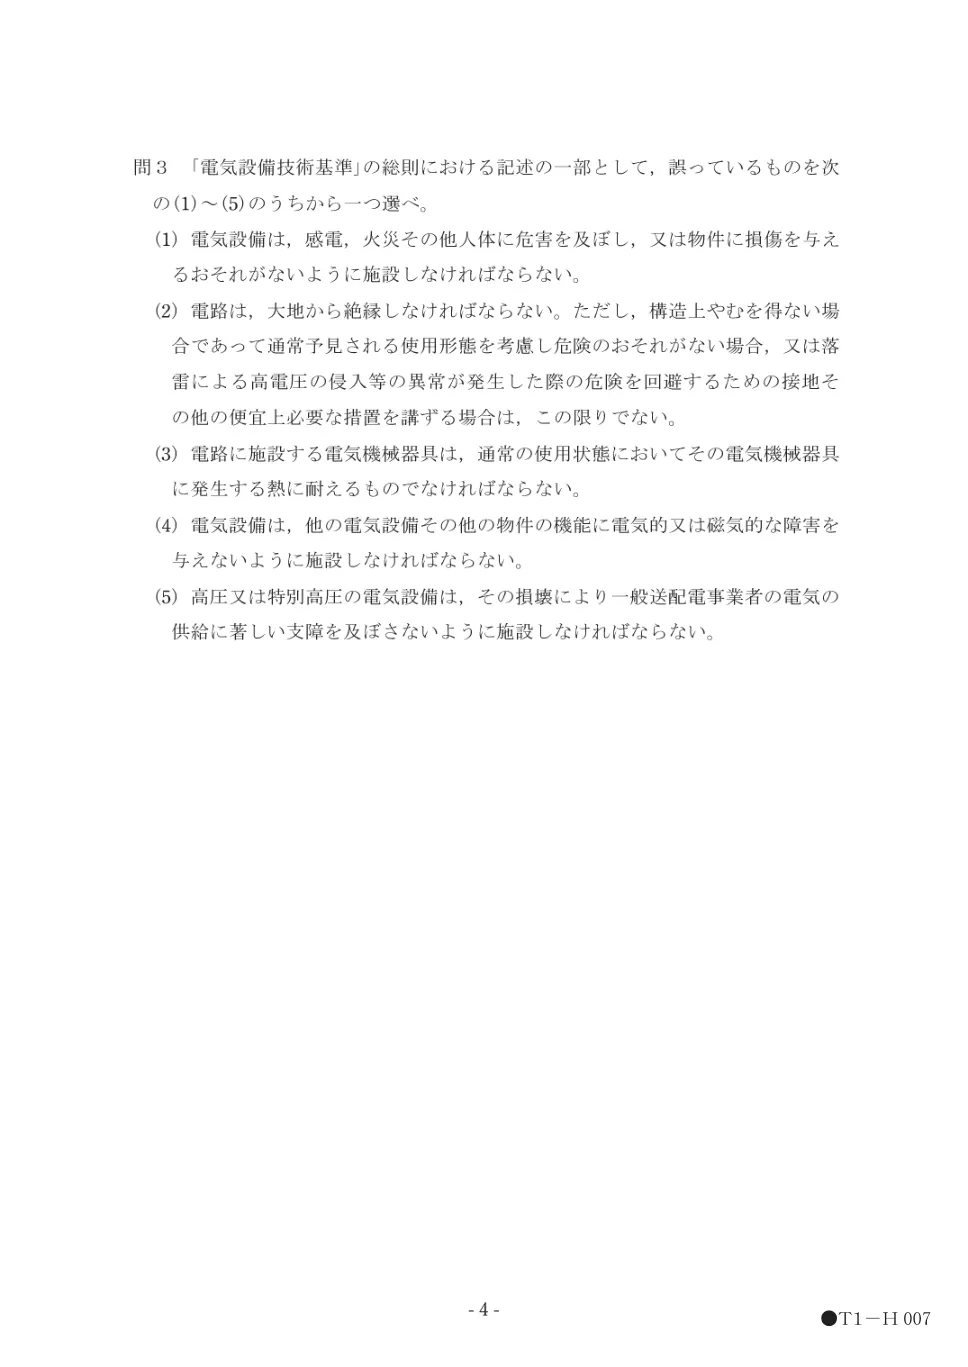 問３　「電気設備技術基準」の総則における記述の一部として，誤っているものを次
の(1)～(5)のうちから一つ選べ。
(1)　電気設備は，感電，火災その他人体に危害を及ぼし，又は物件に損傷を与え
るおそれがないように施設しなければならない。
(2)　電路は，大地から絶縁しなければならない。ただし，構造上やむを得ない場
合であって通常予見される使用形態を考慮し危険のおそれがない場合，又は落
雷による高電圧の侵入等の異常が発生した際の危険を回避するための接地そ
の他の便宜上必要な措置を講ずる場合は，この限りでない。
(3)　電路に施設する電気機械器具は，通常の使用状態においてその電気機械器具
に発生する熱に耐えるものでなければならない。
(4)　電気設備は，他の電気設備その他の物件の機能に電気的又は磁気的な障害を
与えないように施設しなければならない。
(5)　高圧又は特別高圧の電気設備は，その損壊により一般送配電事業者の電気の
供給に著しい支障を及ぼさないように施設しなければならない。
- 4 -
●T1－H 007